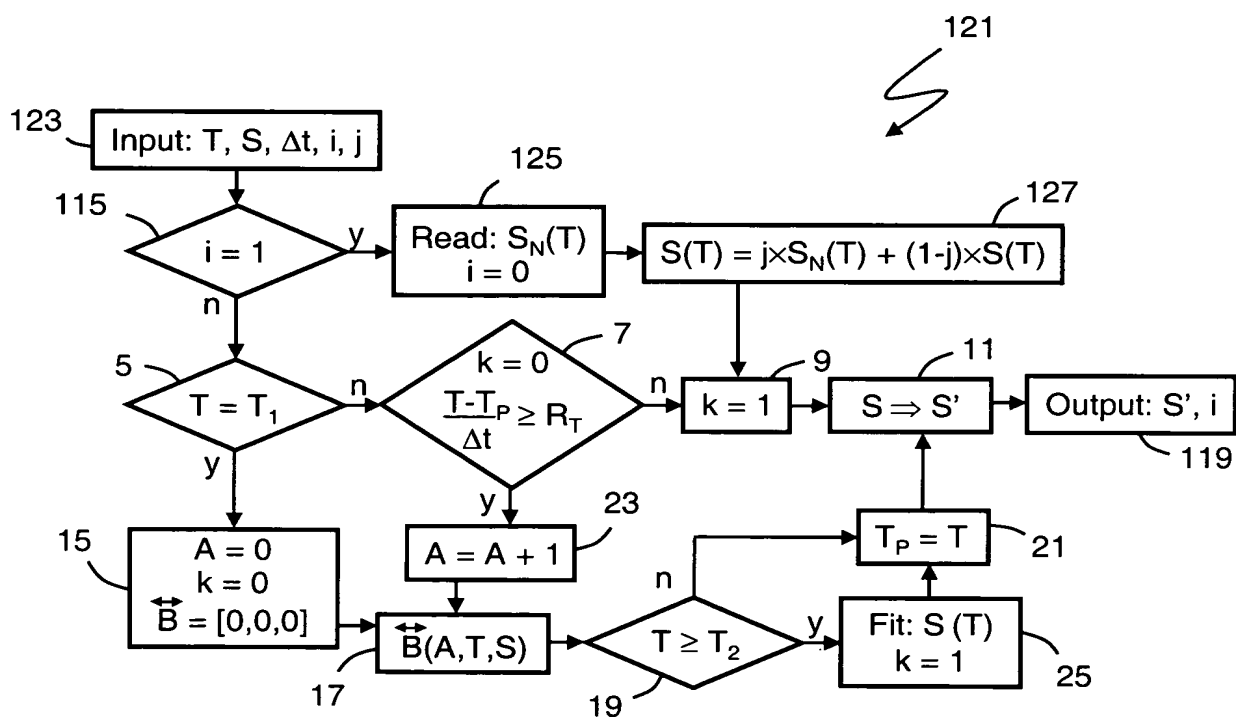 121
123
Input: T, S, Δt, i, j
125
127
115
i = 1
y
Read: S_N(T)
i = 0
S(T) = j×S_N(T) + (1-j)×S(T)
n
5
T = T_1
n
7
k = 0
T-T_P / Δt ≥ R_T
n
9
k = 1
11
S ⇒ S'
Output: S', i
119
y
y
15
A = 0
k = 0
B = [0,0,0]
23
A = A + 1
T_P = T
21
n
17
B(A,T,S)
T ≥ T_2
19
y
Fit: S (T)
k = 1
25